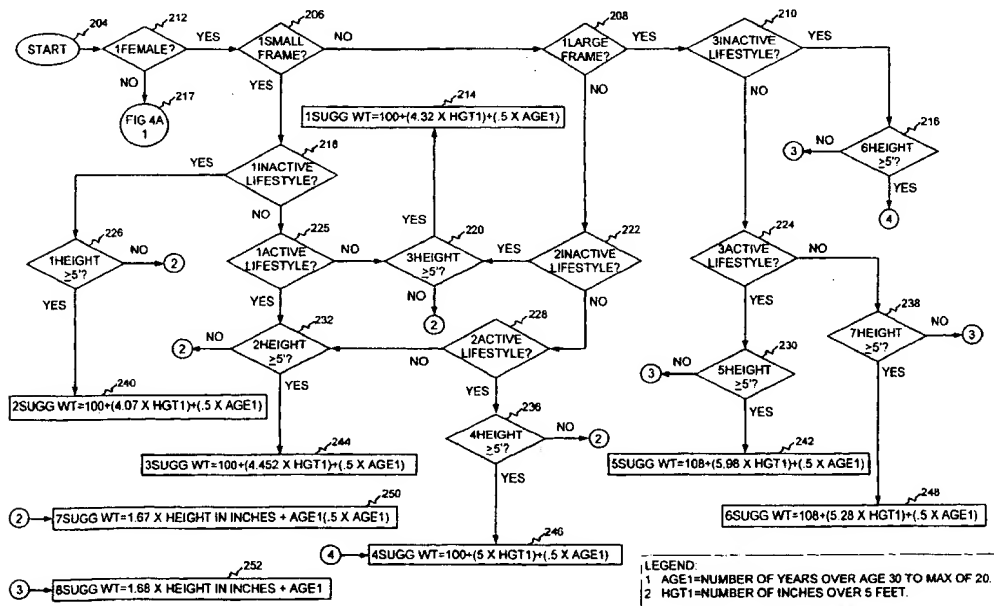 204
START
212
1FEMALE?
YES
NO
217
FIG 4A
1
206
1SMALL
FRAME?
NO
YES
208
1LARGE
FRAME?
YES
NO
210
3INACTIVE
LIFESTYLE?
YES
NO
214
1SUGG WT=100+(4.32 X HGT1)+(.5 X AGE1)
216
6HEIGHT
≥5'?
NO
3
YES
4
218
1INACTIVE
LIFESTYLE?
YES
NO
226
1HEIGHT
≥5'?
NO
2
YES
225
1ACTIVE
LIFESTYLE?
NO
YES
220
3HEIGHT
≥5'?
YES
NO
2
222
2INACTIVE
LIFESTYLE?
NO
224
3ACTIVE
LIFESTYLE?
NO
YES
232
2HEIGHT
≥5'?
NO
2
YES
228
2ACTIVE
LIFESTYLE?
NO
YES
230
5HEIGHT
≥5'?
NO
3
YES
238
7HEIGHT
≥5'?
NO
3
YES
240
2SUGG WT=100+(4.07 X HGT1)+(.5 X AGE1)
236
4HEIGHT
≥5'?
NO
2
YES
244
3SUGG WT=100+(4.452 X HGT1)+(.5 X AGE1)
242
5SUGG WT=108+(5.98 X HGT1)+(.5 X AGE1)
250
2
7SUGG WT=1.67 X HEIGHT IN INCHES + AGE1(.5 X AGE1)
248
6SUGG WT=108+(5.28 X HGT1)+(.5 X AGE1)
246
4
4SUGG WT=100+(5 X HGT1)+(.5 X AGE1)
252
3
8SUGG WT=1.68 X HEIGHT IN INCHES + AGE1
LEGEND:
1 AGE1=NUMBER OF YEARS OVER AGE 30 TO MAX OF 20.
2 HGT1=NUMBER OF INCHES OVER 5 FEET.